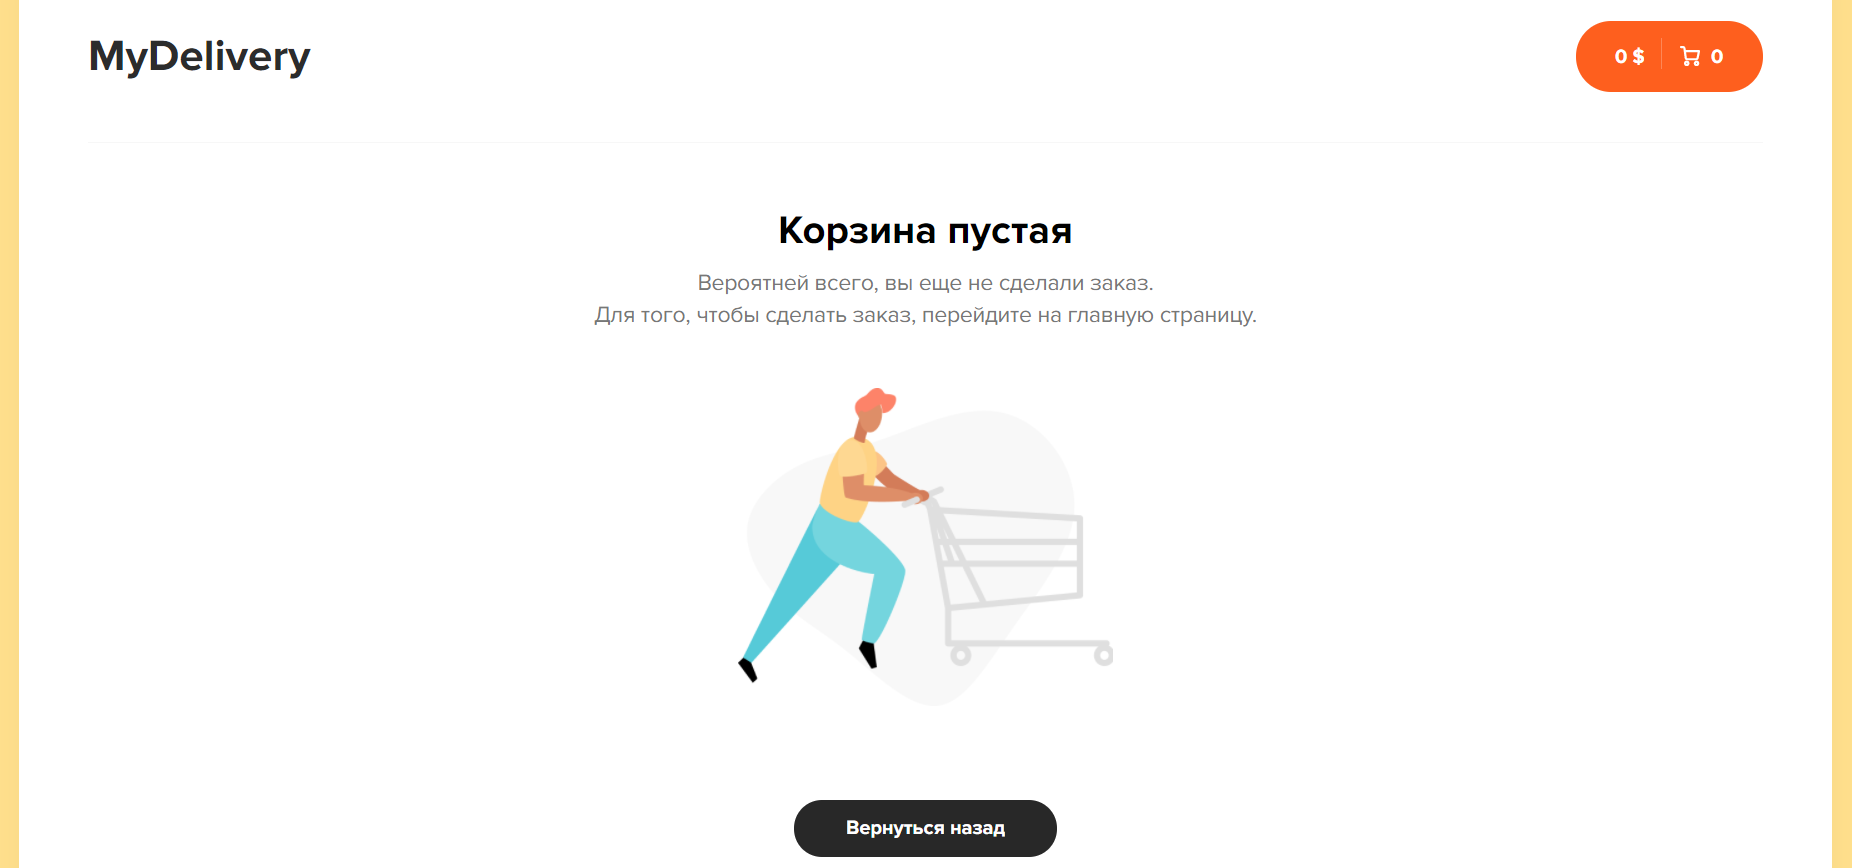 MyDelivery
0 $ 0
Корзина пустая
Вероятней всего, вы еще не сделали заказ.
Для того, чтобы сделать заказ, перейдите на главную страницу.
Вернуться назад